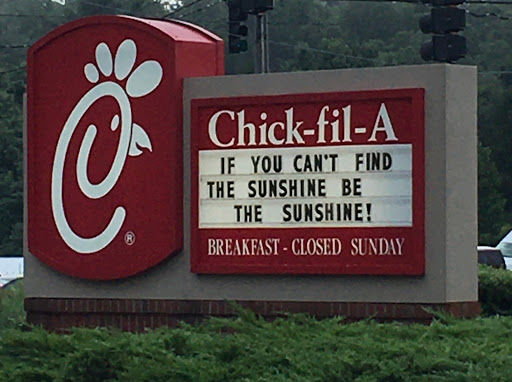 Chick-fil-A
IF YOU CAN'T FIND
THE SUNSHINE BE
THE SUNSHINE!
BREAKFAST - CLOSED SUNDAY
®